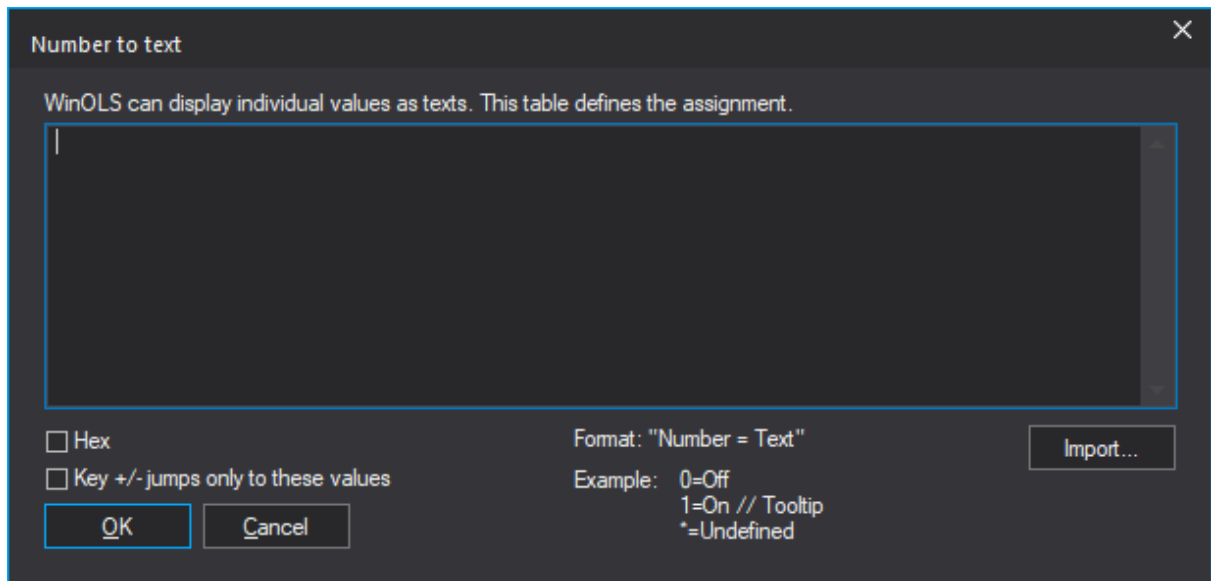 Number to text
WinOLS can display individual values as texts. This table defines the assignment.
Hex
Key +/- jumps only to these values
OK
Cancel
Format: "Number = Text"
Example: 0=Off
1=On // Tooltip
*=Undefined
Import...